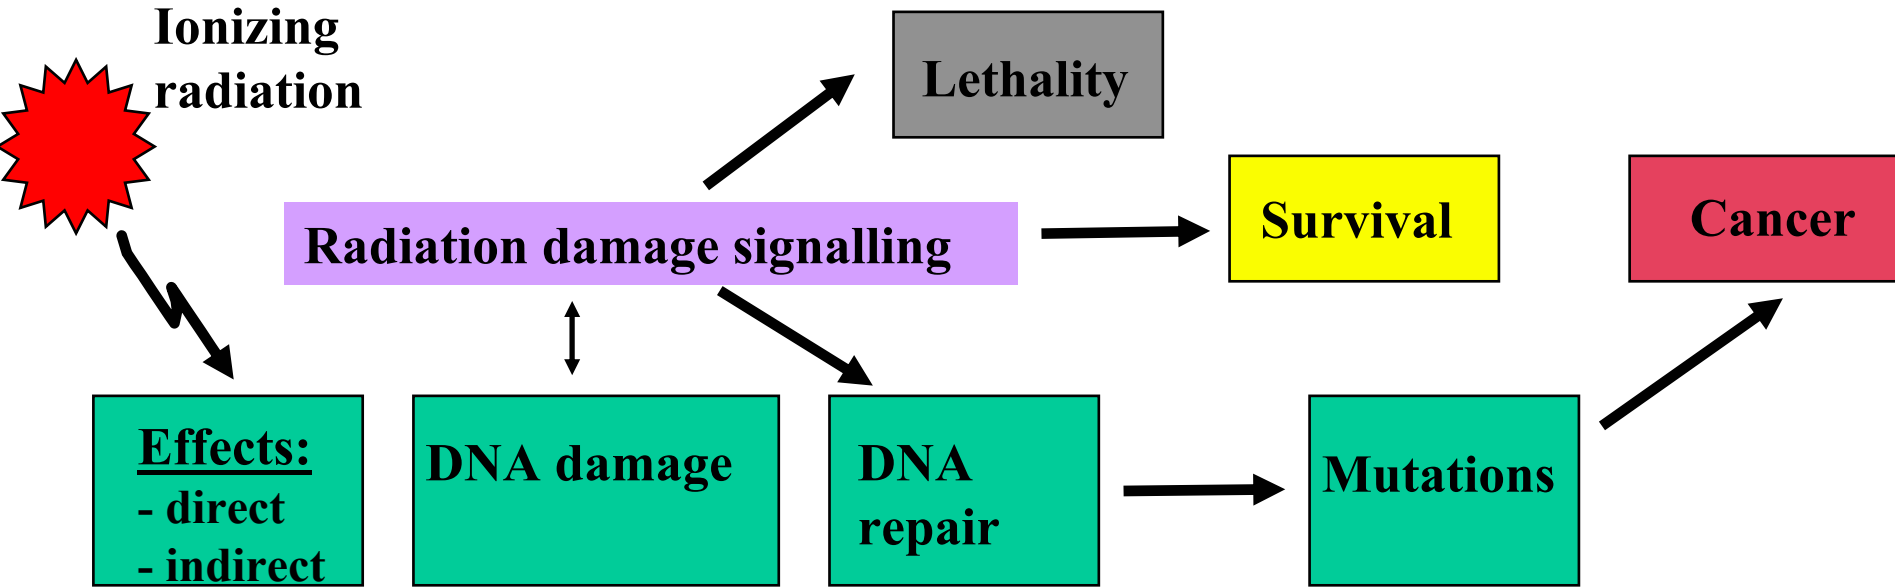 Ionizing
radiation
Lethality
Survival
Cancer
Radiation damage signalling
Effects:
- direct
- indirect
DNA damage
DNA
repair
Mutations